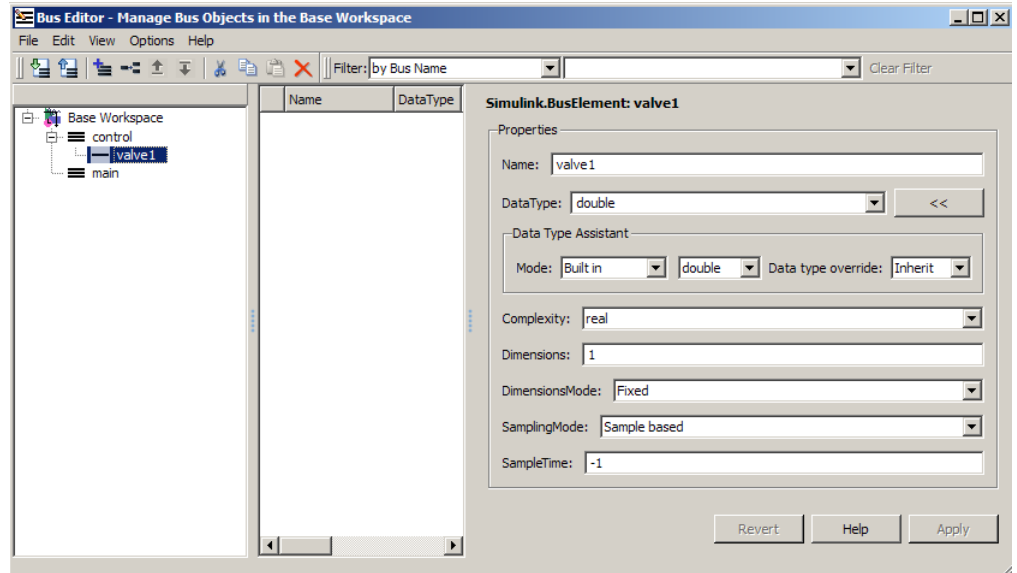 Bus Editor - Manage Bus Objects in the Base Workspace
File Edit View Options Help
Filter: by Bus Name Clear Filter
Name DataType
Base Workspace
control
valve1
main
Simulink.BusElement: valve1
Properties
Name: valve1
DataType: double <<
Data Type Assistant
Mode: Built in double Data type override: Inherit
Complexity: real
Dimensions: 1
DimensionsMode: Fixed
SamplingMode: Sample based
SampleTime: -1
Revert Help Apply